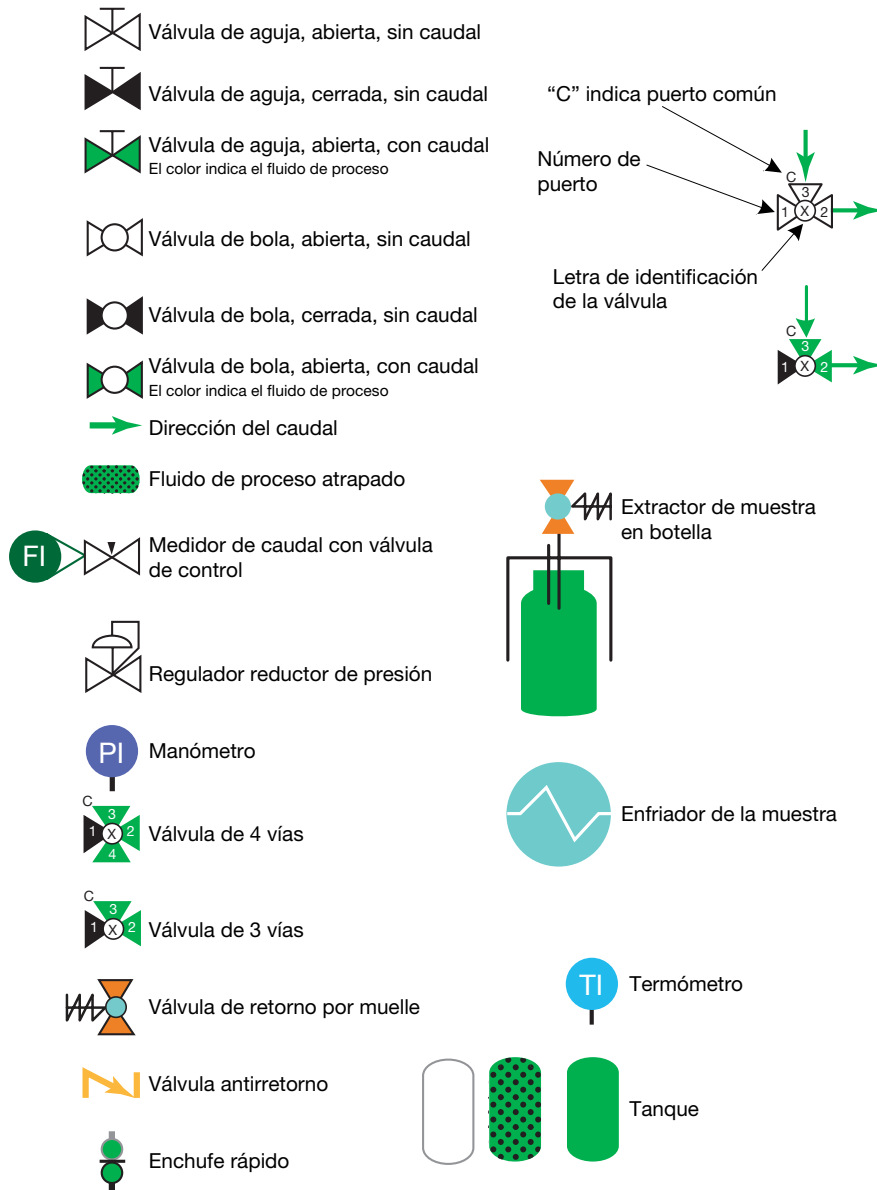 Válvula de aguja, abierta, sin caudal
Válvula de aguja, cerrada, sin caudal
Válvula de aguja, abierta, con caudal
El color indica el fluido de proceso
Válvula de bola, abierta, sin caudal
Válvula de bola, cerrada, sin caudal
Válvula de bola, abierta, con caudal
El color indica el fluido de proceso
Dirección del caudal
Fluido de proceso atrapado
FI
Medidor de caudal con válvula
de control
Regulador reductor de presión
PI
Manómetro
C
3
1 X 2
4
Válvula de 4 vías
C
3
1 X 2
Válvula de 3 vías
Válvula de retorno por muelle
Válvula antirretorno
Enchufe rápido
“C” indica puerto común
Número de
puerto
C
3
1 X 2
Letra de identificación
de la válvula
C
3
1 X 2
Extractor de muestra
en botella
Enfriador de la muestra
TI
Termómetro
Tanque